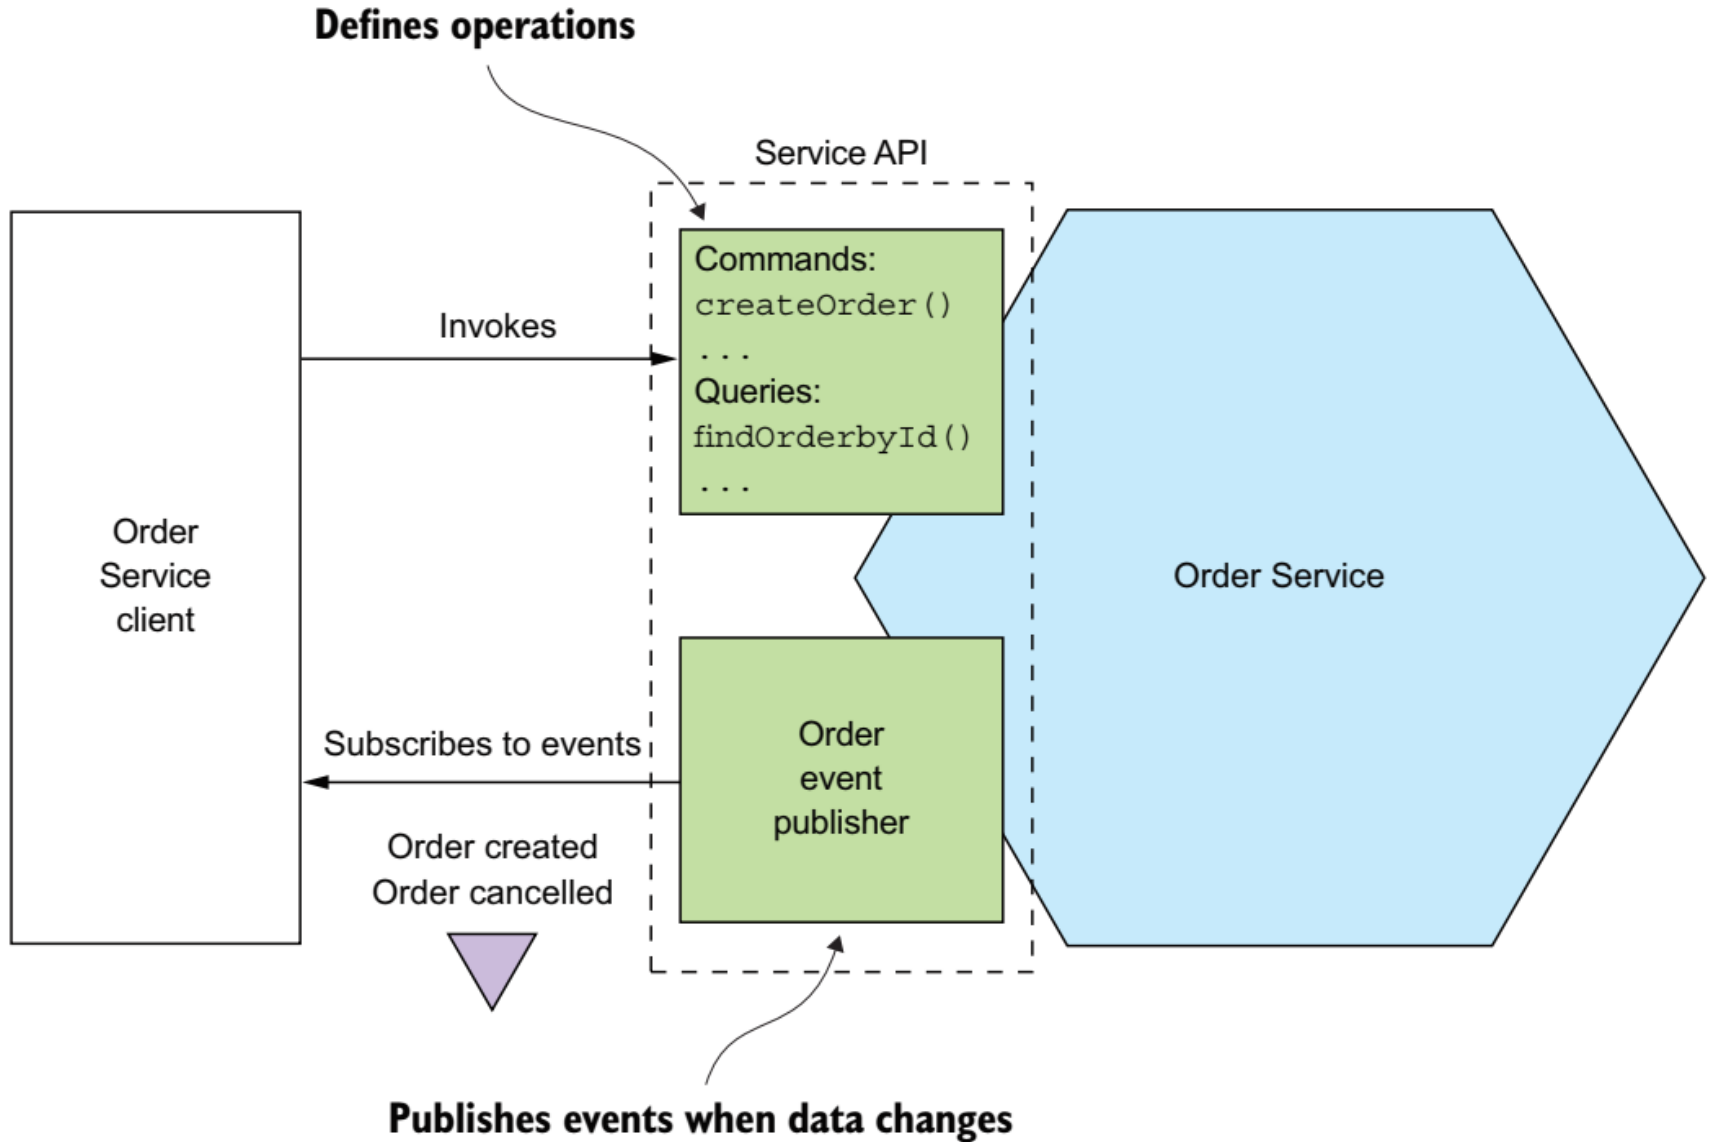 Defines operations
Service API
Commands:
createOrder()
...
Queries:
findOrderbyId()
...
Invokes
Order
Service
client
Order Service
Subscribes to events
Order
event
publisher
Order created
Order cancelled
Publishes events when data changes